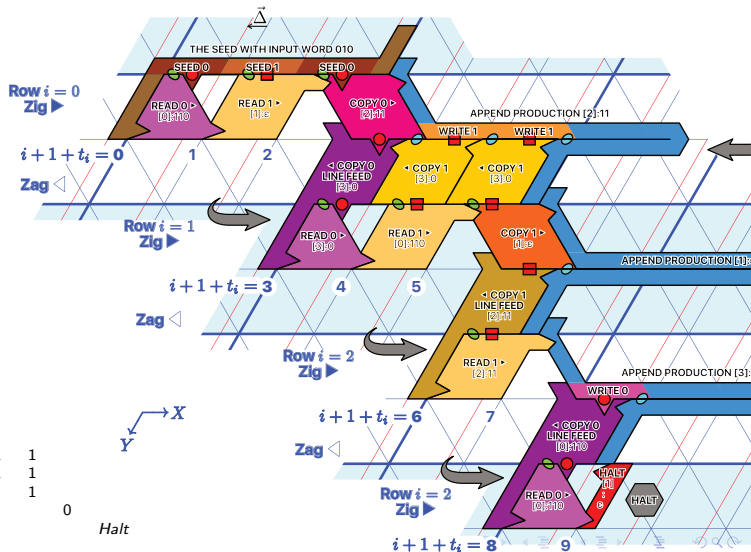 Δ
THE SEED WITH INPUT WORD 010
SEED 0
SEED 1
SEED 0
Row i = 0
Zig ▶
READ 0 ▸
[0]:110
READ 1 ▸
[1]:ε
COPY 0 ▸
[2]:11
APPEND PRODUCTION [2]:11
WRITE 1
WRITE 1
i + 1 + tᵢ = 0
1
2
Zag ◁
◂ COPY 0
LINE FEED
[3]:0
◂ COPY 1
[3]:0
◂ COPY 1
[3]:0
Row i = 1
Zig ▶
READ 0 ▸
[3]:0
READ 1 ▸
[0]:110
COPY 1 ▸
[1]:ε
APPEND PRODUCTION [1]:
i + 1 + tᵢ = 3
4
5
Zag ◁
◂ COPY 1
LINE FEED
[2]:11
Row i = 2
Zig ▶
READ 1 ▸
[2]:11
APPEND PRODUCTION [3]:
WRITE 0
X
Y
i + 1 + tᵢ = 6
7
Zag ◁
◂ COPY 0
LINE FEED
[0]:110
1
1
1
0
Halt
Row i = 2
Zig ▶
READ 0 ▸
[0]:110
HALT
[1]
:
ε
HALT
i + 1 + tᵢ = 8
9